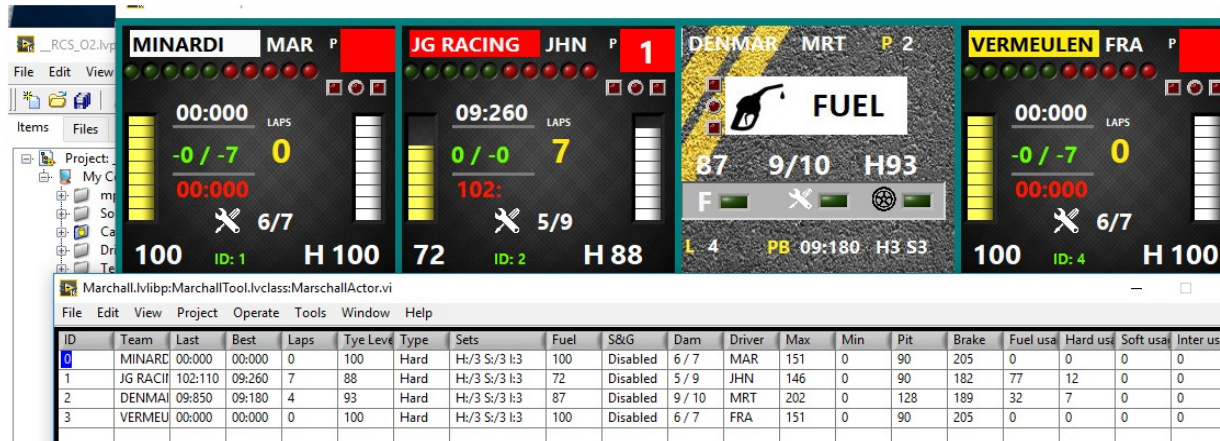 __RCS_O2.lvp
File Edit View
Items Files
Project:
My C
Ca
MINARDI MAR P
00:000
LAPS
-0 / -7 0
00:000
6/7
100 ID: 1 H 100
JG RACING JHN P 1
09:260
LAPS
0 / -0 7
102:
5/9
72 ID: 2 H 88
DENMAR MRT P 2
FUEL
87 9/10 H93
F
L 4 PB 09:180 H3 S3
VERMEULEN FRA P
00:000
LAPS
-0 / -7 0
00:000
6/7
100 ID: 4 H 100
Marchall.lvlibp:MarchallTool.lvclass:MarschallActor.vi
File Edit View Project Operate Tools Window Help
ID Team Last Best Laps Tye Leve Type Sets Fuel S&G Dam Driver Max Min Pit Brake Fuel usa Hard usa Soft usa Inter us
0 MINARD 00:000 00:000 0 100 Hard H:/3 S:/3 I:3 100 Disabled 6 / 7 MAR 151 0 90 205 0 0 0 0
1 JG RACIN 102:110 09:260 7 88 Hard H:/3 S:/3 I:3 72 Disabled 5 / 9 JHN 146 0 90 182 77 12 0 0
2 DENMAI 09:850 09:180 4 93 Hard H:/3 S:/3 I:3 87 Disabled 9 / 10 MRT 202 0 128 189 32 7 0 0
3 VERMEU 00:000 00:000 0 100 Hard H:/3 S:/3 I:3 100 Disabled 6 / 7 FRA 151 0 90 205 0 0 0 0